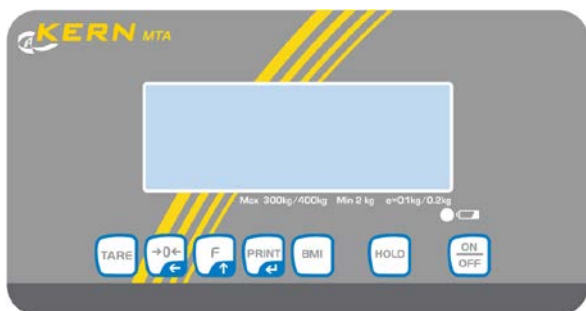 KERN MTA
Max 300kg/400kg Min 2 kg e=0.1kg/0.2kg
TARE →0← F PRINT BMI HOLD ON
OFF